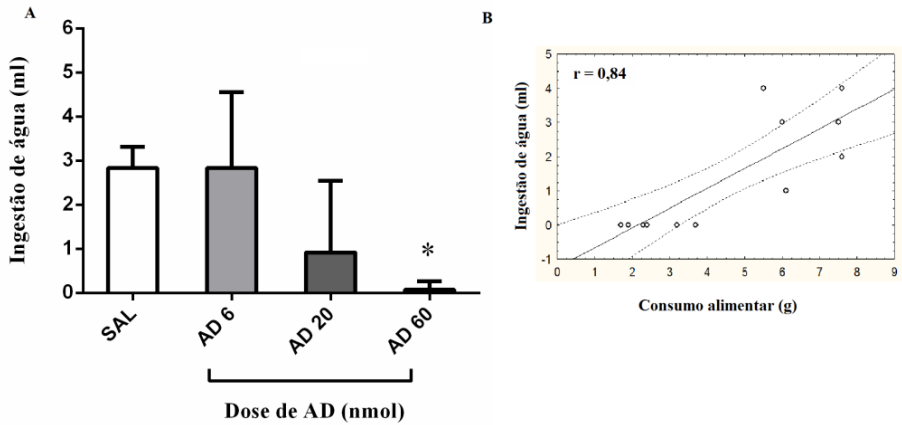 A
Ingestão de água (ml)
6
5
4
3
2
1
0
*
SAL
AD 6
AD 20
AD 60
Dose de AD (nmol)
B
Ingestão de água (ml)
5
4
3
2
1
0
-1
r = 0,84
0 1 2 3 4 5 6 7 8 9
Consumo alimentar (g)